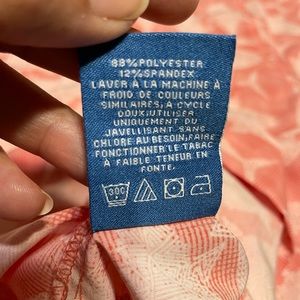 88% POLYESTER
12% SPANDEX
LAVER À LA MACHINE À
FROID DE COULEURS
SIMILAIRES, A CYCLE
DOUX, UTILISER
UNIQUEMENT DU
JAVELLISANT SANS
CHLORE AU BESOIN, FAIRE
FONCTIONNER LE TABAC
À FAIBLE TENEUR EN
FONTE.
30C